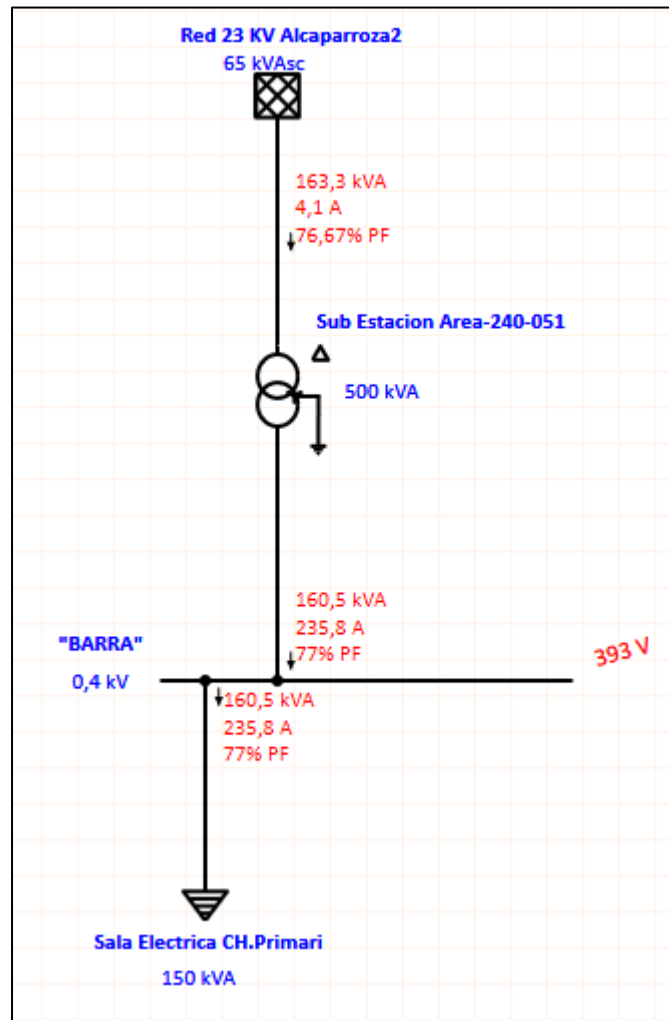 Red 23 KV Alcaparroza2
65 kVAsc
163,3 kVA
4,1 A
76,67% PF
Sub Estacion Area-240-051
500 kVA
160,5 kVA
235,8 A
77% PF
"BARRA"
0,4 kV
393 V
160,5 kVA
235,8 A
77% PF
Sala Electrica CH.Primari
150 kVA